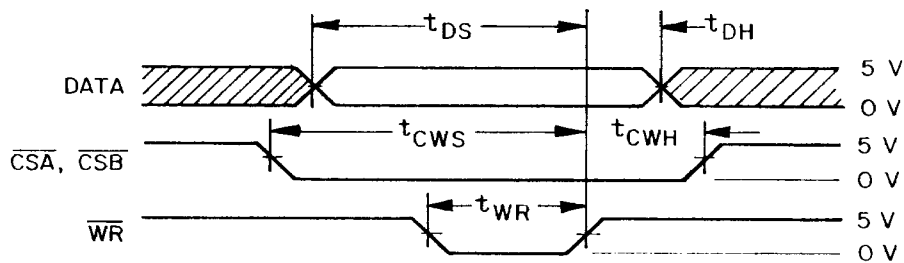 tDS tDH
DATA 5 V
0 V
tCWS tCWH
CSA, CSB 5 V
0 V
tWR
WR 5 V
0 V